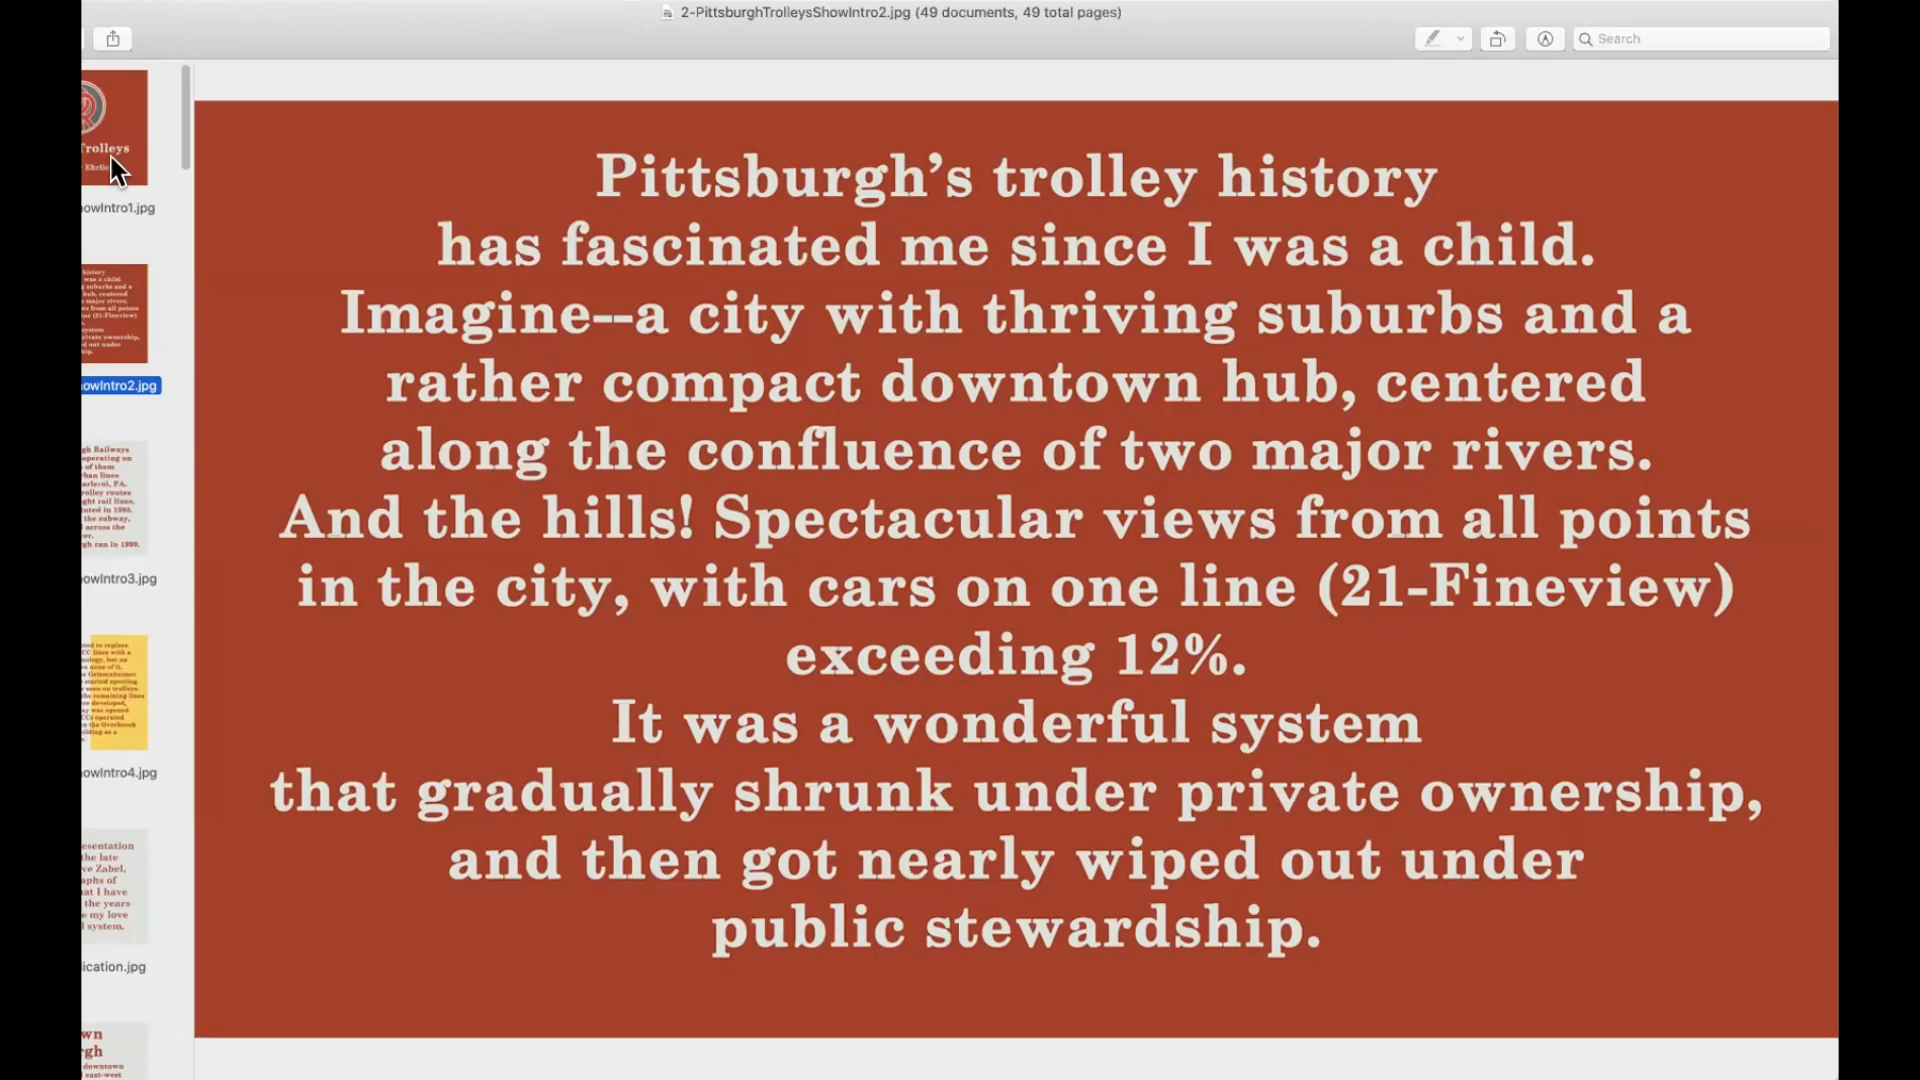 2-PittsburghTrolleysShowIntro2.jpg (49 documents, 49 total pages)
Search
Trolleys
howIntro1.jpg
howIntro2.jpg
howIntro3.jpg
howIntro4.jpg
ication.jpg
Pittsburgh's trolley history
has fascinated me since I was a child.
Imagine--a city with thriving suburbs and a
rather compact downtown hub, centered
along the confluence of two major rivers.
And the hills! Spectacular views from all points
in the city, with cars on one line (21-Fineview)
exceeding 12%.
It was a wonderful system
that gradually shrunk under private ownership,
and then got nearly wiped out under
public stewardship.